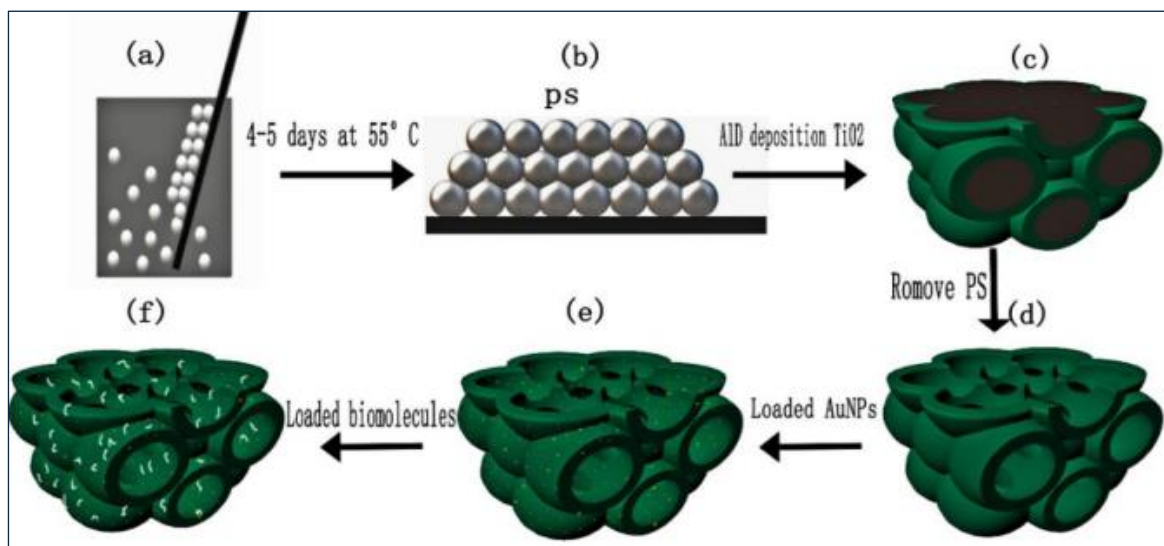 (a)
4-5 days at 55° C
(b)
ps
AlD deposition TiO2
(c)
Romove PS
(d)
Loaded AuNPs
(e)
Loaded biomolecules
(f)